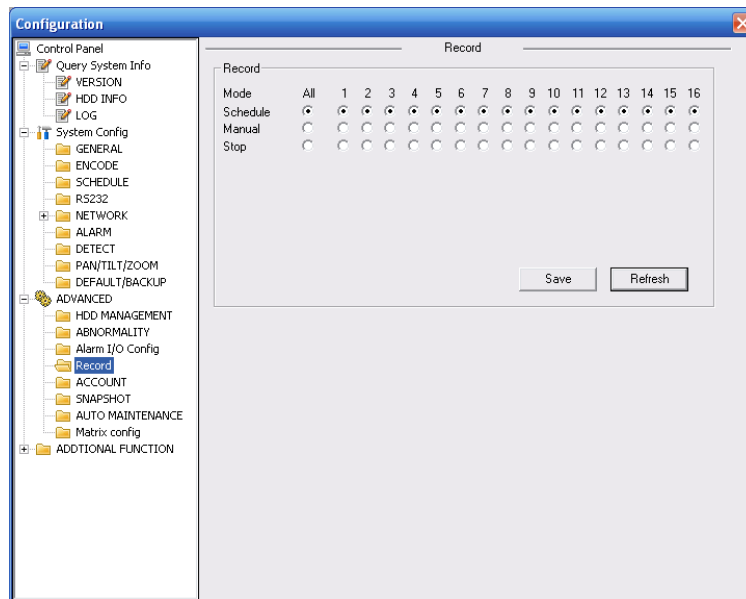 Configuration
Control Panel
Query System Info
VERSION
HDD INFO
LOG
System Config
GENERAL
ENCODE
SCHEDULE
RS232
NETWORK
ALARM
DETECT
PAN/TILT/ZOOM
DEFAULT/BACKUP
ADVANCED
HDD MANAGEMENT
ABNORMALITY
Alarm I/O Config
Record
ACCOUNT
SNAPSHOT
AUTO MAINTENANCE
Matrix config
ADDTIONAL FUNCTION
Record
Record
Mode All 1 2 3 4 5 6 7 8 9 10 11 12 13 14 15 16
Schedule
Manual
Stop
Save Refresh